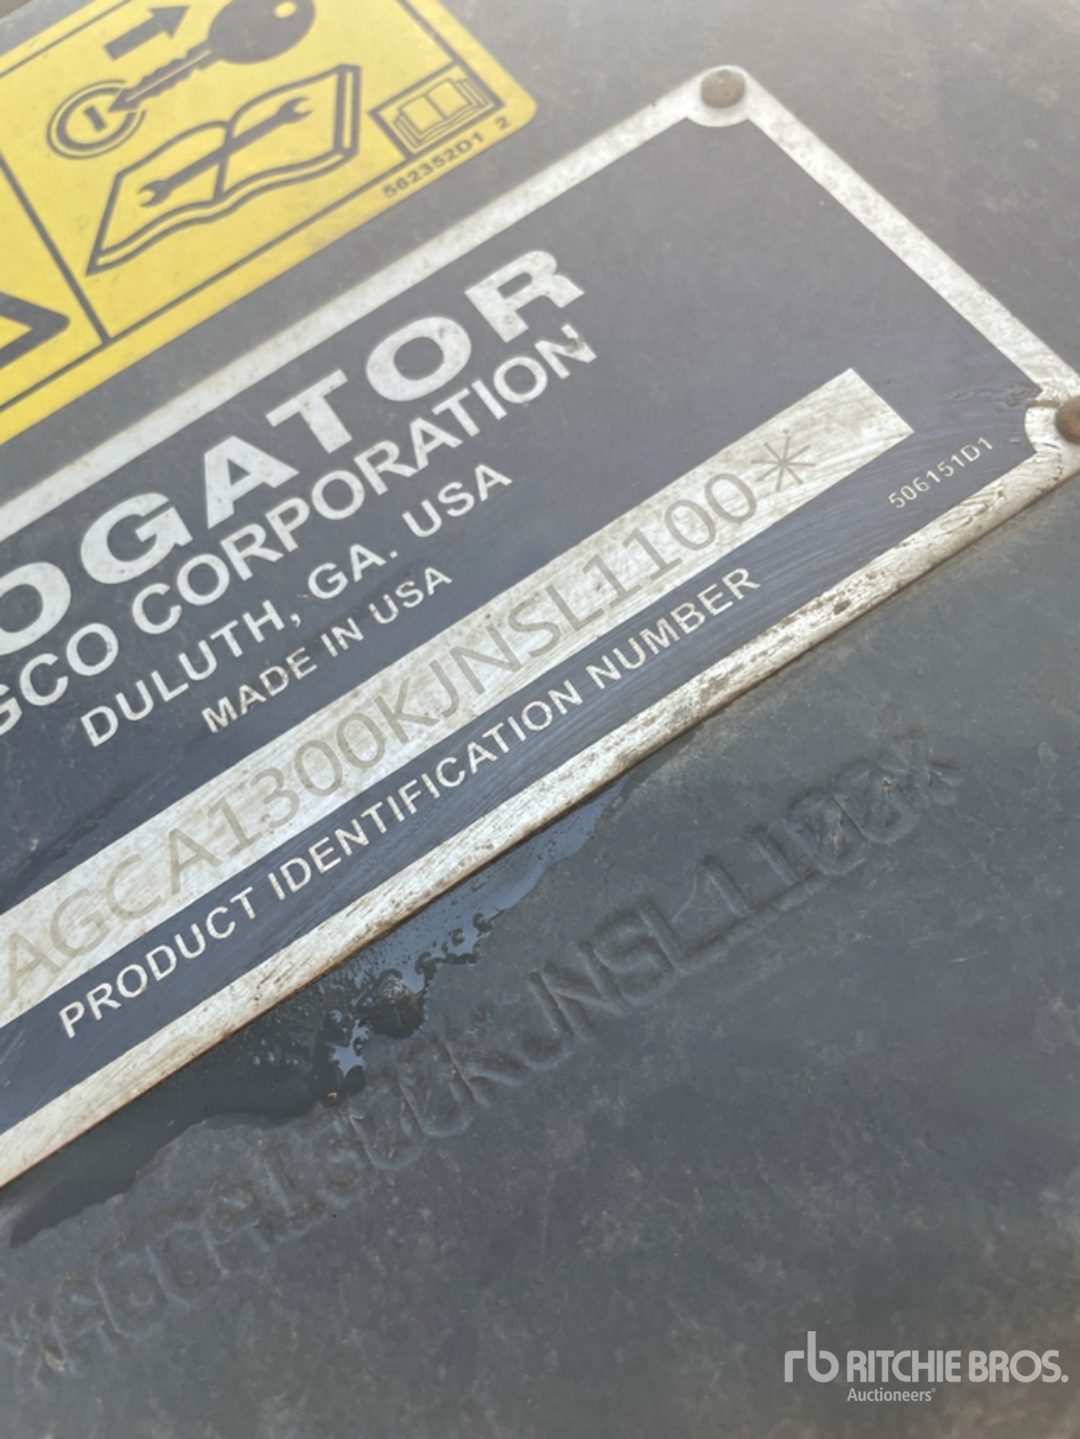 562352D1 2
OGATOR
GCO CORPORATION
DULUTH, GA. USA
MADE IN USA
AGCA1300KJNSL1100*
PRODUCT IDENTIFICATION NUMBER
506151D1
*AGCA1300KJNSL1100*
rb RITCHIE BROS.
Auctioneers